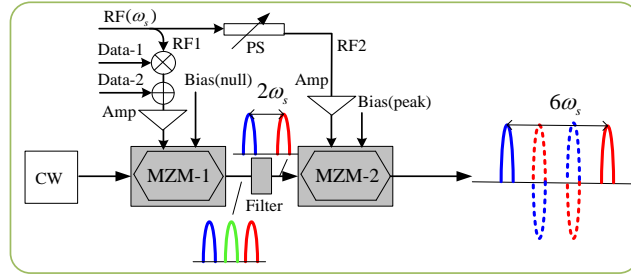 RF(ωs)
RF1
PS
RF2
Data-1
Data-2
Bias(null)
Amp
Amp
2ωs
Bias(peak)
6ωs
CW
MZM-1
Filter
MZM-2